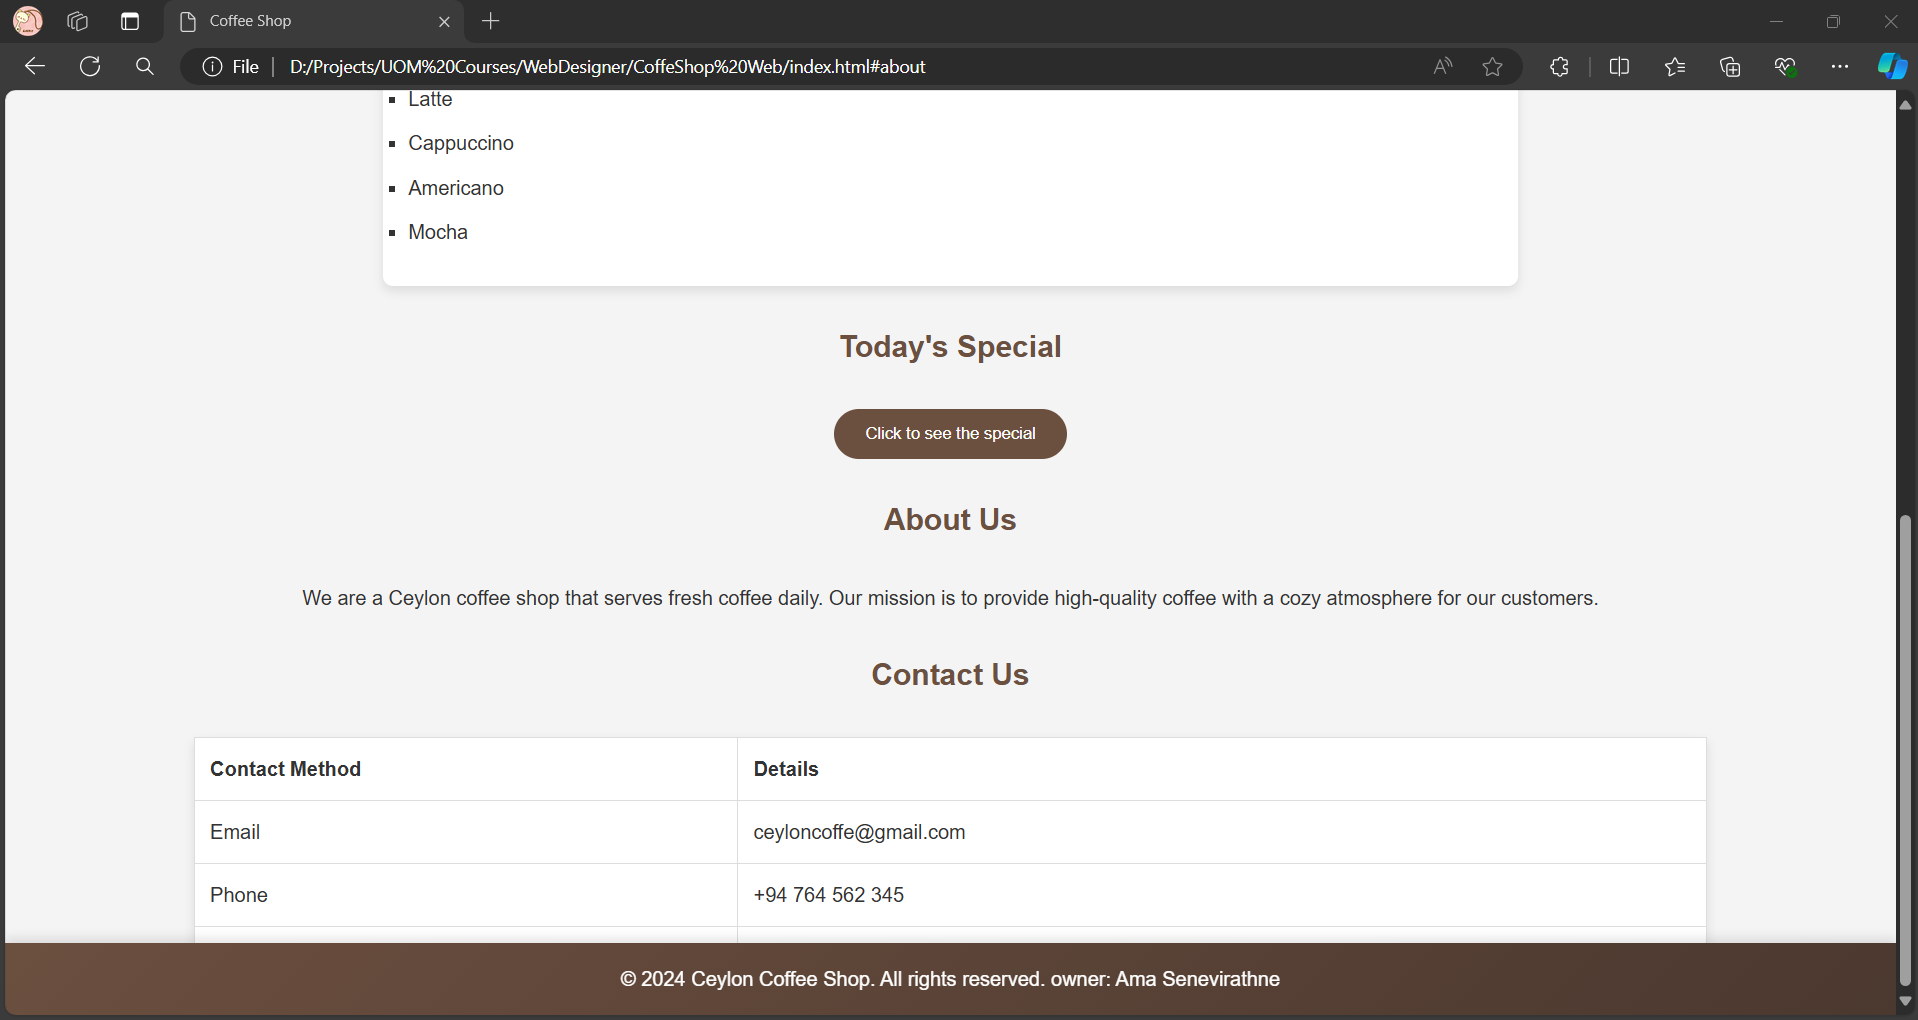 Coffee Shop
File
D:/Projects/UOM%20Courses/WebDesigner/CoffeShop%20Web/index.html#about
Latte
Cappuccino
Americano
Mocha
Today's Special
Click to see the special
About Us
We are a Ceylon coffee shop that serves fresh coffee daily. Our mission is to provide high-quality coffee with a cozy atmosphere for our customers.
Contact Us
Contact Method Details
Email ceyloncoffe@gmail.com
Phone +94 764 562 345
© 2024 Ceylon Coffee Shop. All rights reserved. owner: Ama Senevirathne